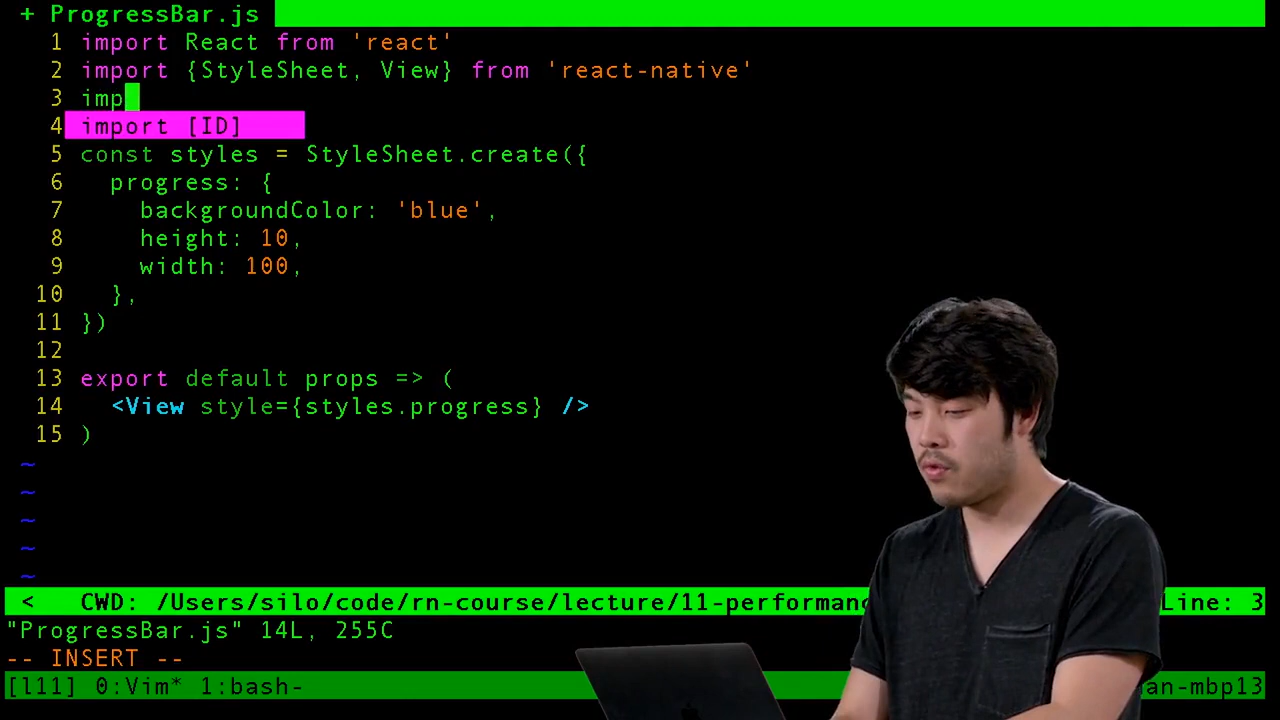 + ProgressBar.js
1 import React from 'react'
2 import {StyleSheet, View} from 'react-native'
3 imp
4 import [ID]
5 const styles = StyleSheet.create({
6 progress: {
7 backgroundColor: 'blue',
8 height: 10,
9 width: 100,
10 },
11 })
12
13 export default props => (
14 <View style={styles.progress} />
15 )
~
~
~
~
~
< CWD: /Users/silo/code/rn-course/lecture/11-performanc Line: 3
"ProgressBar.js" 14L, 255C
-- INSERT --
[l11] 0:Vim* 1:bash- an-mbp13